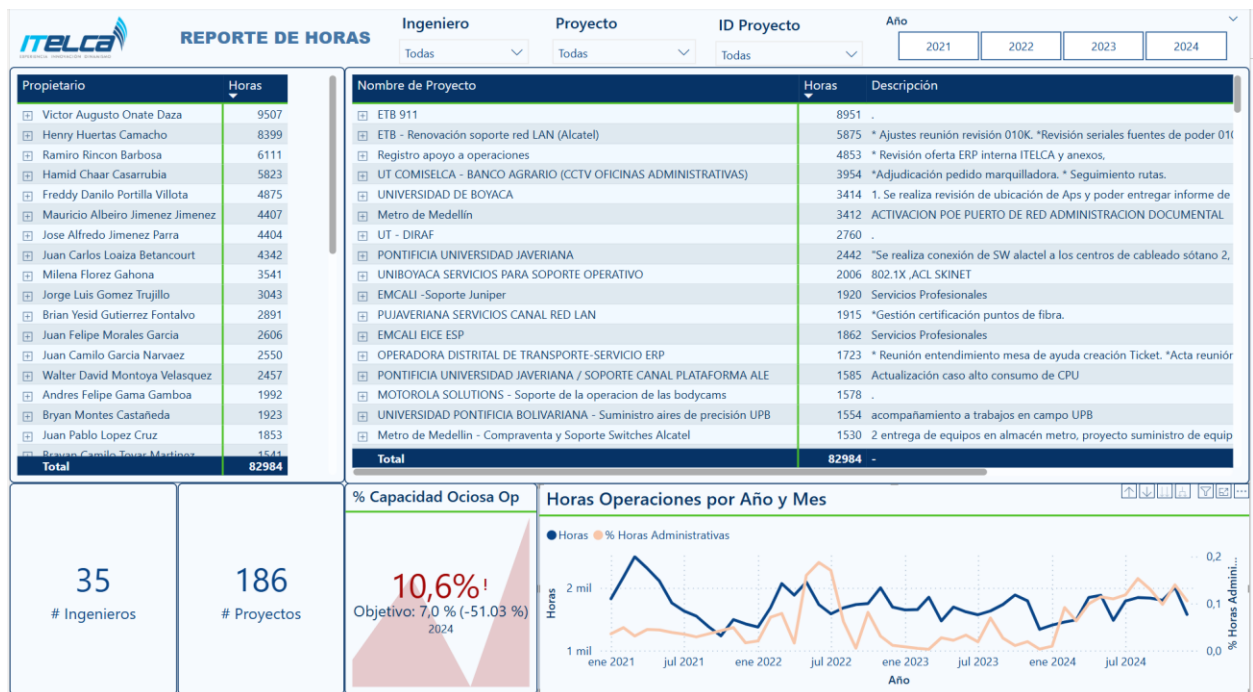 ITELCA
REPORTE DE HORAS
Ingeniero
Todas
Proyecto
Todas
ID Proyecto
Todas
Año
2021 2022 2023 2024
Propietario Horas
Victor Augusto Onate Daza 9507
Henry Huertas Camacho 8399
Ramiro Rincon Barbosa 6111
Hamid Chaar Casarrubia 5823
Freddy Danilo Portilla Villota 4875
Mauricio Albeiro Jimenez Jimenez 4407
Jose Alfredo Jimenez Parra 4404
Juan Carlos Loaiza Betancourt 4342
Milena Florez Gahona 3541
Jorge Luis Gomez Trujillo 3043
Brian Yesid Gutierrez Fontalvo 2891
Juan Felipe Morales Garcia 2606
Juan Camilo Garcia Narvaez 2550
Walter David Montoya Velasquez 2457
Andres Felipe Gama Gamboa 1992
Bryan Montes Castañeda 1923
Juan Pablo Lopez Cruz 1853
Brayan Camilo Tovar Martinez 1541
Total 82984
Nombre de Proyecto Horas Descripción
ETB 911 8951 .
ETB - Renovación soporte red LAN (Alcatel) 5875 * Ajustes reunión revisión 010K. *Revisión seriales fuentes de poder 010
Registro apoyo a operaciones 4853 * Revisión oferta ERP interna ITELCA y anexos,
UT COMISELCA - BANCO AGRARIO (CCTV OFICINAS ADMINISTRATIVAS) 3954 *Adjudicación pedido marquilladora. * Seguimiento rutas.
UNIVERSIDAD DE BOYACA 3414 1. Se realiza revisión de ubicación de Aps y poder entregar informe de
Metro de Medellín 3412 ACTIVACION POE PUERTO DE RED ADMINISTRACION DOCUMENTAL
UT - DIRAF 2760 .
PONTIFICIA UNIVERSIDAD JAVERIANA 2442 "Se realiza conexión de SW alactel a los centros de cableado sótano 2,
UNIBOYACA SERVICIOS PARA SOPORTE OPERATIVO 2006 802.1X ,ACL SKINET
EMCALI -Soporte Juniper 1920 Servicios Profesionales
PUJAVERIANA SERVICIOS CANAL RED LAN 1915 *Gestión certificación puntos de fibra.
EMCALI EICE ESP 1862 Servicios Profesionales
OPERADORA DISTRITAL DE TRANSPORTE-SERVICIO ERP 1723 * Reunión entendimiento mesa de ayuda creación Ticket. *Acta reunión
PONTIFICIA UNIVERSIDAD JAVERIANA / SOPORTE CANAL PLATAFORMA ALE 1585 Actualización caso alto consumo de CPU
MOTOROLA SOLUTIONS - Soporte de la operacion de las bodycams 1578 .
UNIVERSIDAD PONTIFICIA BOLIVARIANA - Suministro aires de precisión UPB 1554 acompañamiento a trabajos en campo UPB
Metro de Medellin - Compraventa y Soporte Switches Alcatel 1530 2 entrega de equipos en almacén metro, proyecto suministro de equip
Total 82984 -
35
# Ingenieros
186
# Proyectos
% Capacidad Ociosa Op
10,6%!
Objetivo: 7,0 % (-51.03 %)
2024
Horas Operaciones por Año y Mes
Horas % Horas Administrativas
Horas
2 mil
1 mil
0,2
0,1
0,0
% Horas Admini...
ene 2021 jul 2021 ene 2022 jul 2022 ene 2023 jul 2023 ene 2024 jul 2024
Año